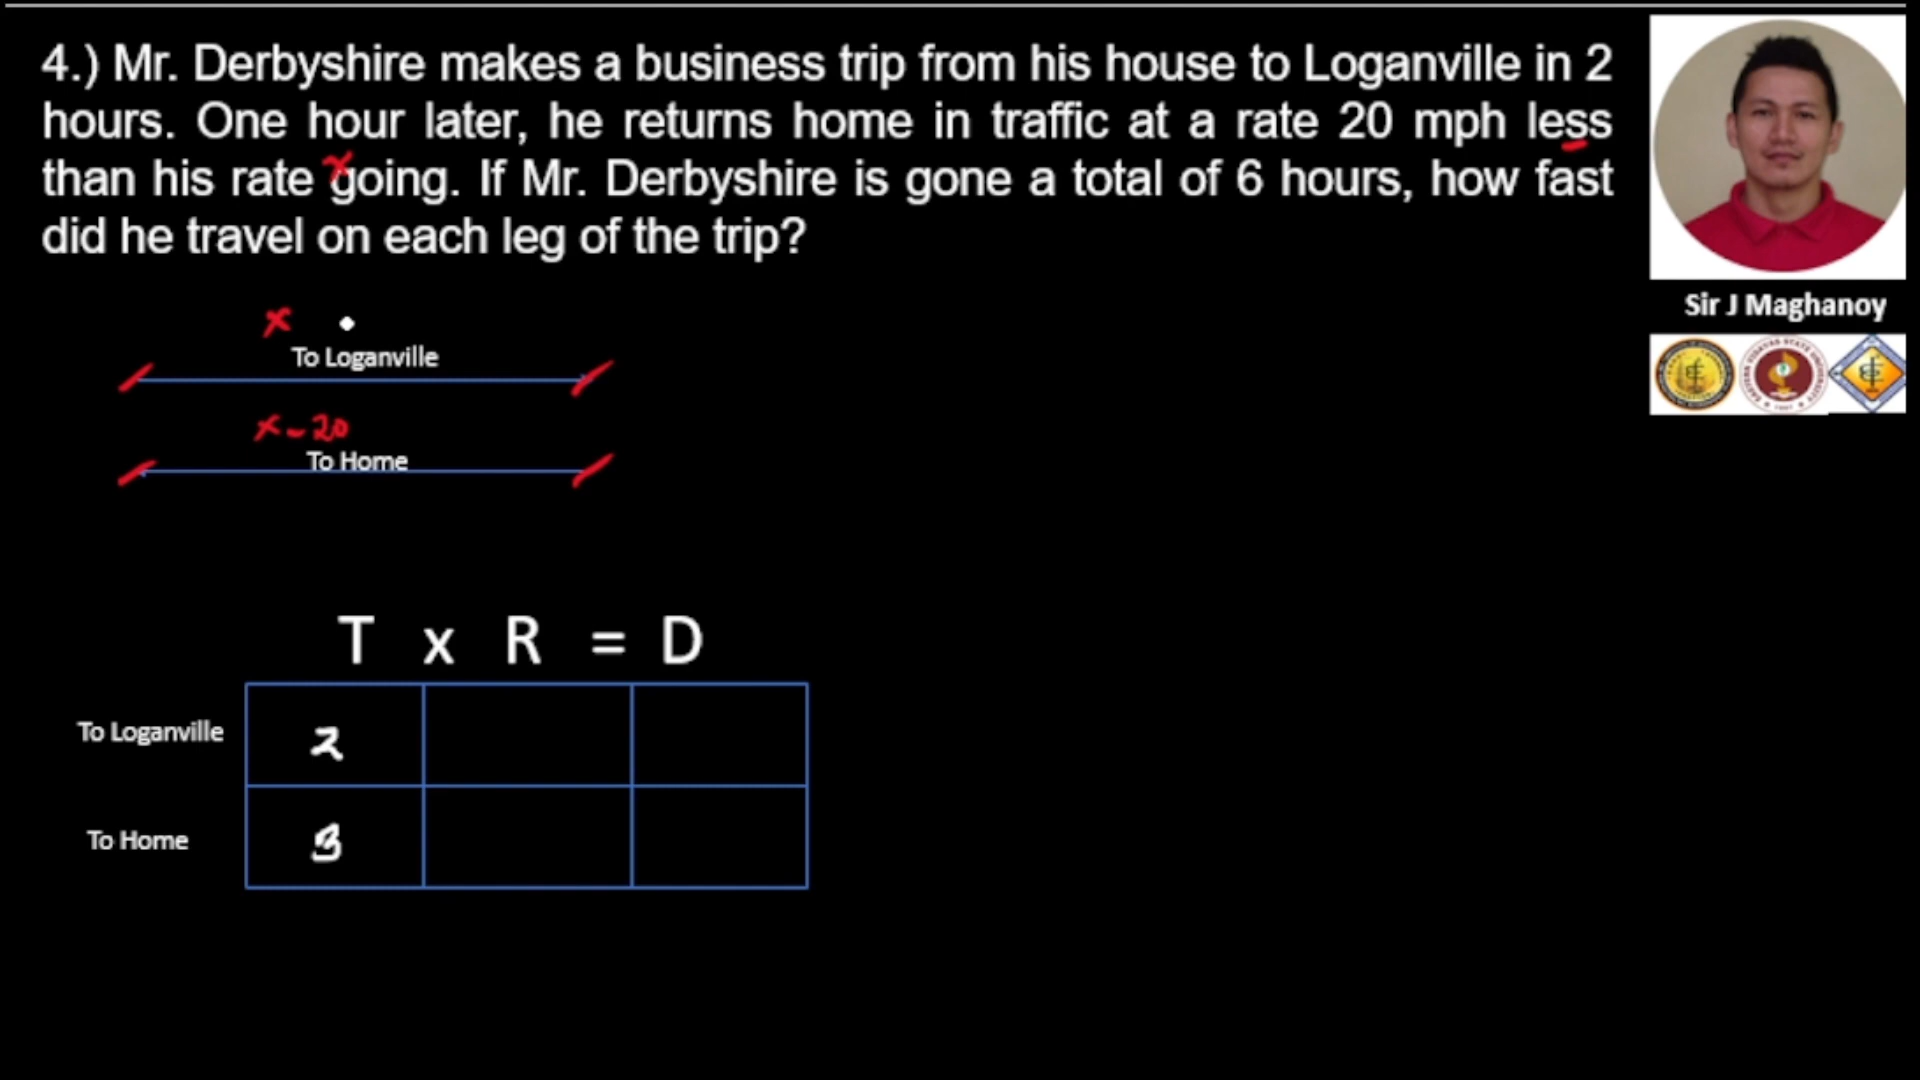 4.) Mr. Derbyshire makes a business trip from his house to Loganville in 2
hours. One hour later, he returns home in traffic at a rate 20 mph less
than his rate going. If Mr. Derbyshire is gone a total of 6 hours, how fast
did he travel on each leg of the trip?
x
Sir J Maghanoy
x
To Loganville
x - 20
To Home
T x R = D
To Loganville 2
To Home 3